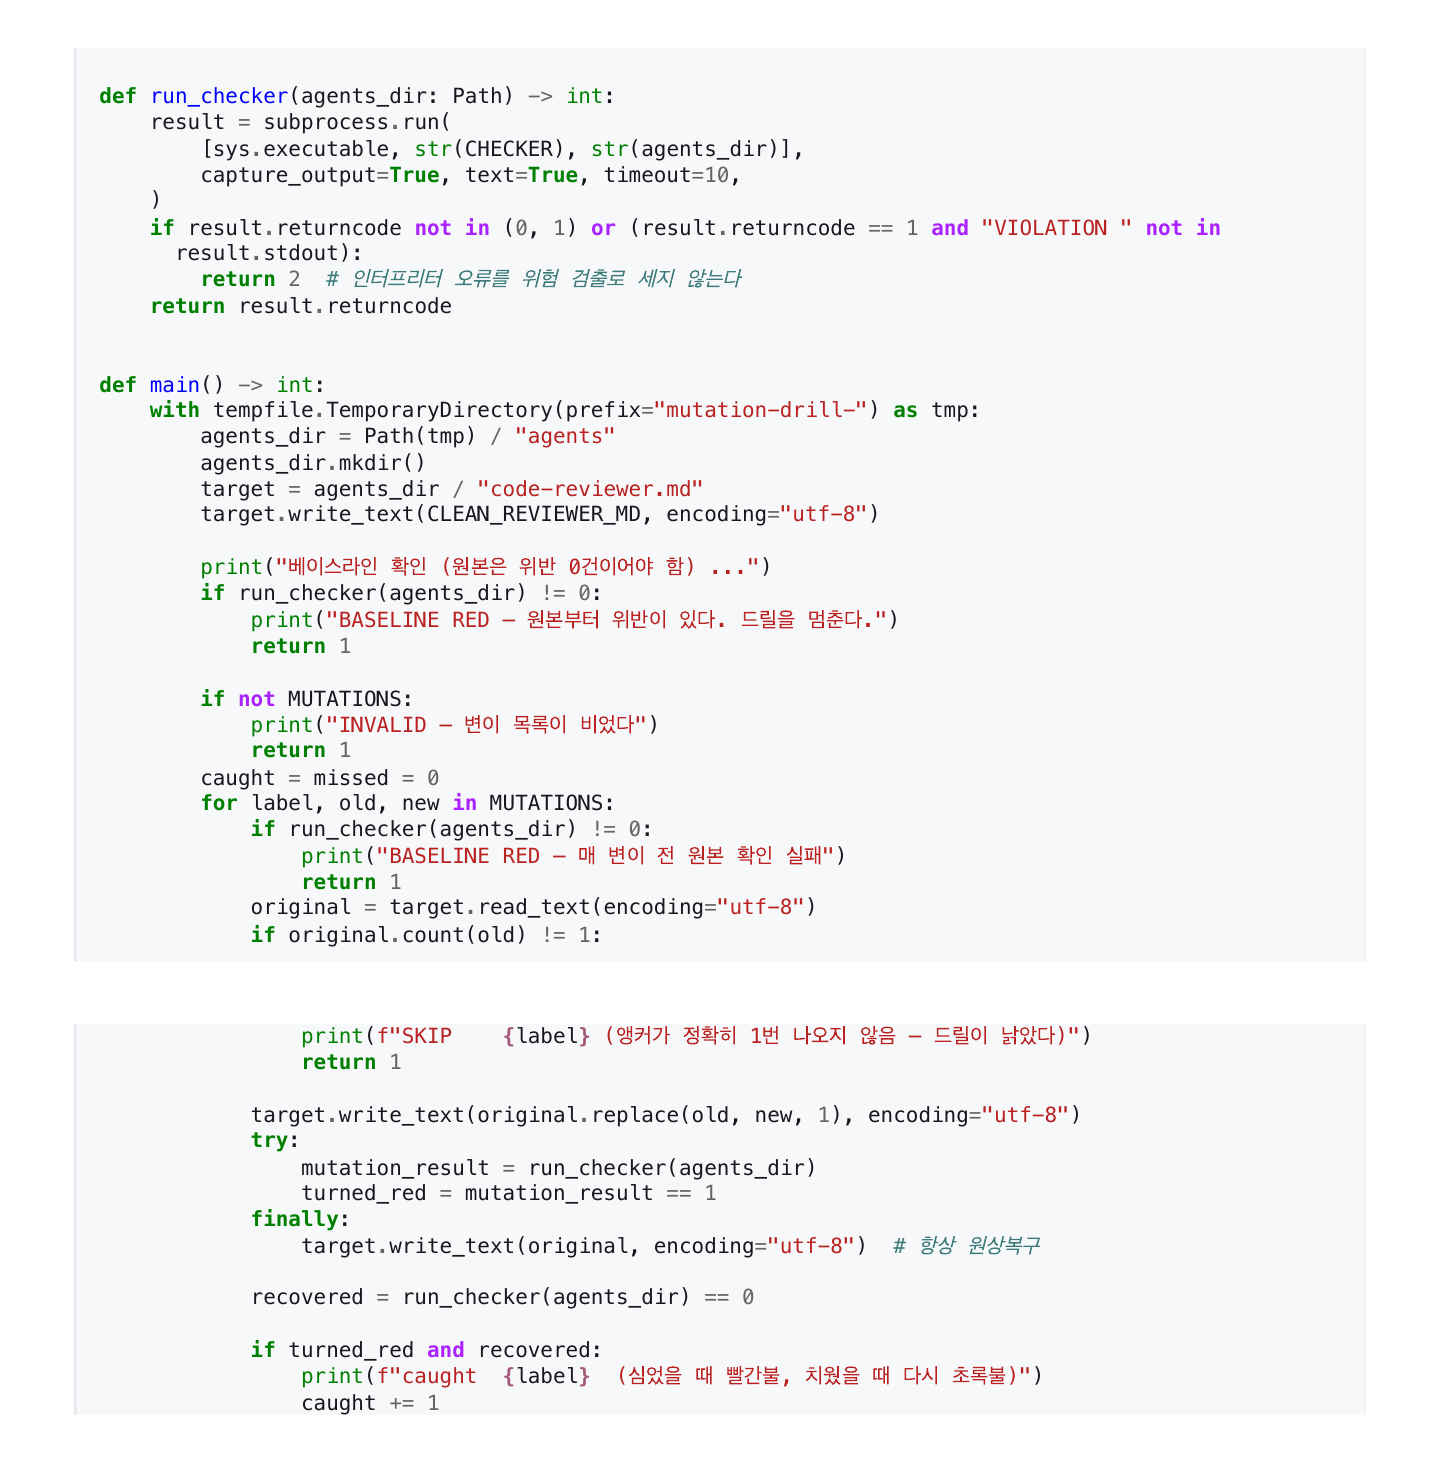 def run_checker(agents_dir: Path) -> int:
    result = subprocess.run(
        [sys.executable, str(CHECKER), str(agents_dir)],
        capture_output=True, text=True, timeout=10,
    )
    if result.returncode not in (0, 1) or (result.returncode == 1 and "VIOLATION " not in
      result.stdout):
        return 2  # 인터프리터 오류를 위험 검출로 세지 않는다
    return result.returncode


def main() -> int:
    with tempfile.TemporaryDirectory(prefix="mutation-drill-") as tmp:
        agents_dir = Path(tmp) / "agents"
        agents_dir.mkdir()
        target = agents_dir / "code-reviewer.md"
        target.write_text(CLEAN_REVIEWER_MD, encoding="utf-8")

        print("베이스라인 확인 (원본은 위반 0건이어야 함) ...")
        if run_checker(agents_dir) != 0:
            print("BASELINE RED — 원본부터 위반이 있다. 드릴을 멈춘다.")
            return 1

        if not MUTATIONS:
            print("INVALID — 변이 목록이 비었다")
            return 1
        caught = missed = 0
        for label, old, new in MUTATIONS:
            if run_checker(agents_dir) != 0:
                print("BASELINE RED — 매 변이 전 원본 확인 실패")
                return 1
            original = target.read_text(encoding="utf-8")
            if original.count(old) != 1:
                print(f"SKIP    {label} (앵커가 정확히 1번 나오지 않음 — 드릴이 낡았다)")
                return 1

            target.write_text(original.replace(old, new, 1), encoding="utf-8")
            try:
                mutation_result = run_checker(agents_dir)
                turned_red = mutation_result == 1
            finally:
                target.write_text(original, encoding="utf-8")  # 항상 원상복구

            recovered = run_checker(agents_dir) == 0

            if turned_red and recovered:
                print(f"caught  {label}  (심었을 때 빨간불, 치웠을 때 다시 초록불)")
                caught += 1